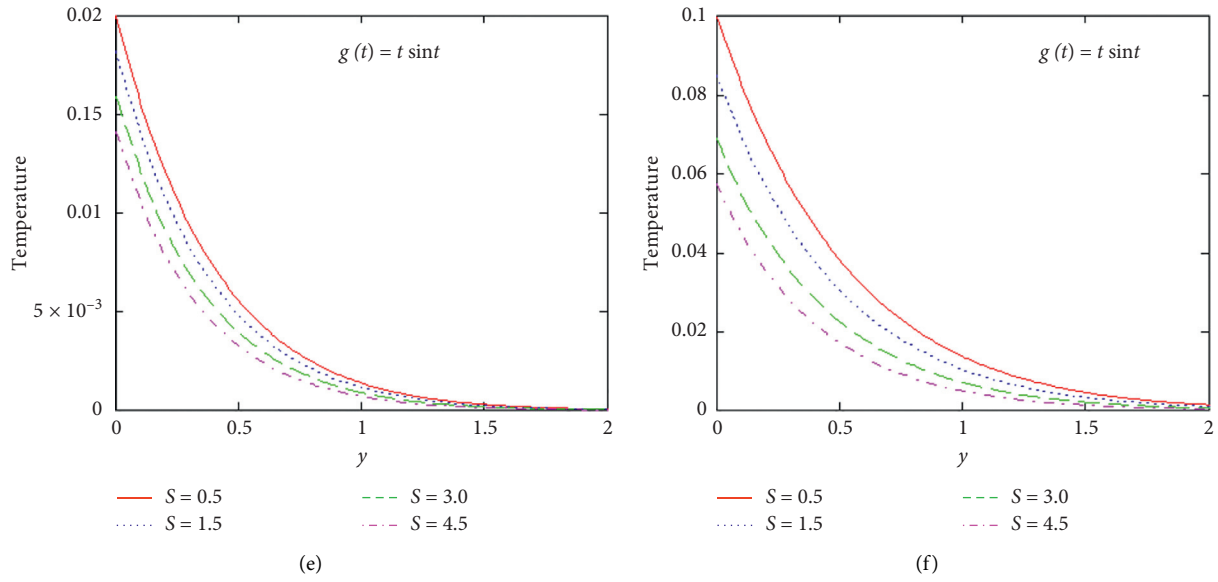 0.02
g (t) = t sint
0.15
0.01
5 × 10⁻³
0
Temperature
0
0.5
1
1.5
2
y
S = 0.5
S = 3.0
S = 1.5
S = 4.5
(e)
0.1
g (t) = t sint
0.08
0.06
0.04
0.02
0
Temperature
0
0.5
1
1.5
2
y
S = 0.5
S = 3.0
S = 1.5
S = 4.5
(f)